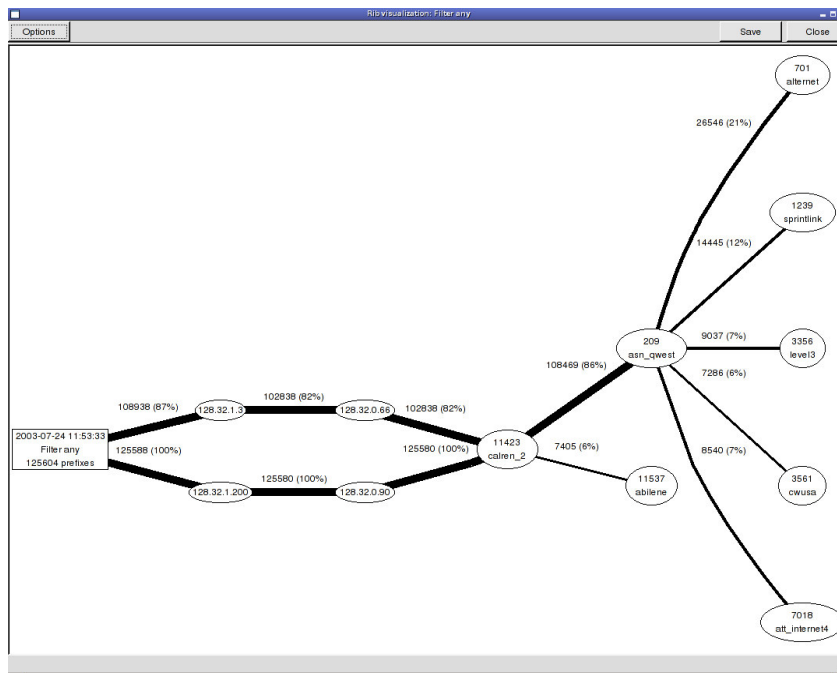 Rib visualization: Filter any
Options
Save
Close
701
alternet
26546 (21%)
1239
sprintlink
14445 (12%)
209
asn_qwest
9037 (7%)
3356
level3
7286 (6%)
108469 (86%)
108938 (87%)
128.32.1.3
102838 (82%)
128.32.0.66
102838 (82%)
2003-07-24 11:53:33
Filter any
125604 prefixes
125588 (100%)
11423
calren_2
125580 (100%)
7405 (6%)
8540 (7%)
128.32.1.200
125580 (100%)
128.32.0.90
11537
abilene
3561
cwusa
7018
att_internet4